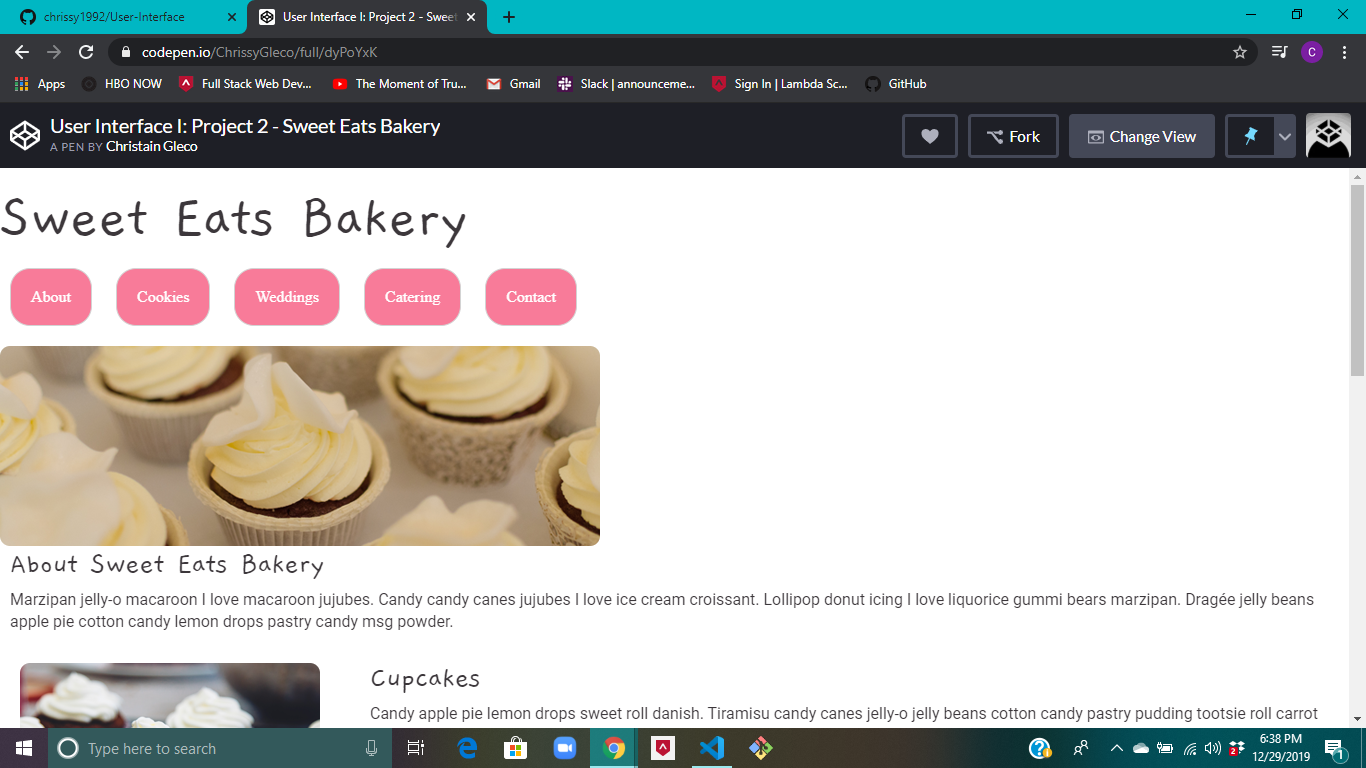 chrissy1992/User-Interface
User Interface I: Project 2 - Sweet
codepen.io/ChrissyGleco/full/dyPoYxK
C
Apps
HBO NOW
Full Stack Web Dev...
The Moment of Tru...
Gmail
Slack | announceme...
Sign In | Lambda Sc...
GitHub
User Interface I: Project 2 - Sweet Eats Bakery
A PEN BY Christain Gleco
Fork
Change View
Sweet Eats Bakery
About
Cookies
Weddings
Catering
Contact
About Sweet Eats Bakery
Marzipan jelly-o macaroon I love macaroon jujubes. Candy candy canes jujubes I love ice cream croissant. Lollipop donut icing I love liquorice gummi bears marzipan. Dragée jelly beans
apple pie cotton candy lemon drops pastry candy msg powder.
Cupcakes
Candy apple pie lemon drops sweet roll danish. Tiramisu candy canes jelly-o jelly beans cotton candy pastry pudding tootsie roll carrot
Type here to search
6:38 PM
12/29/2019
2
1